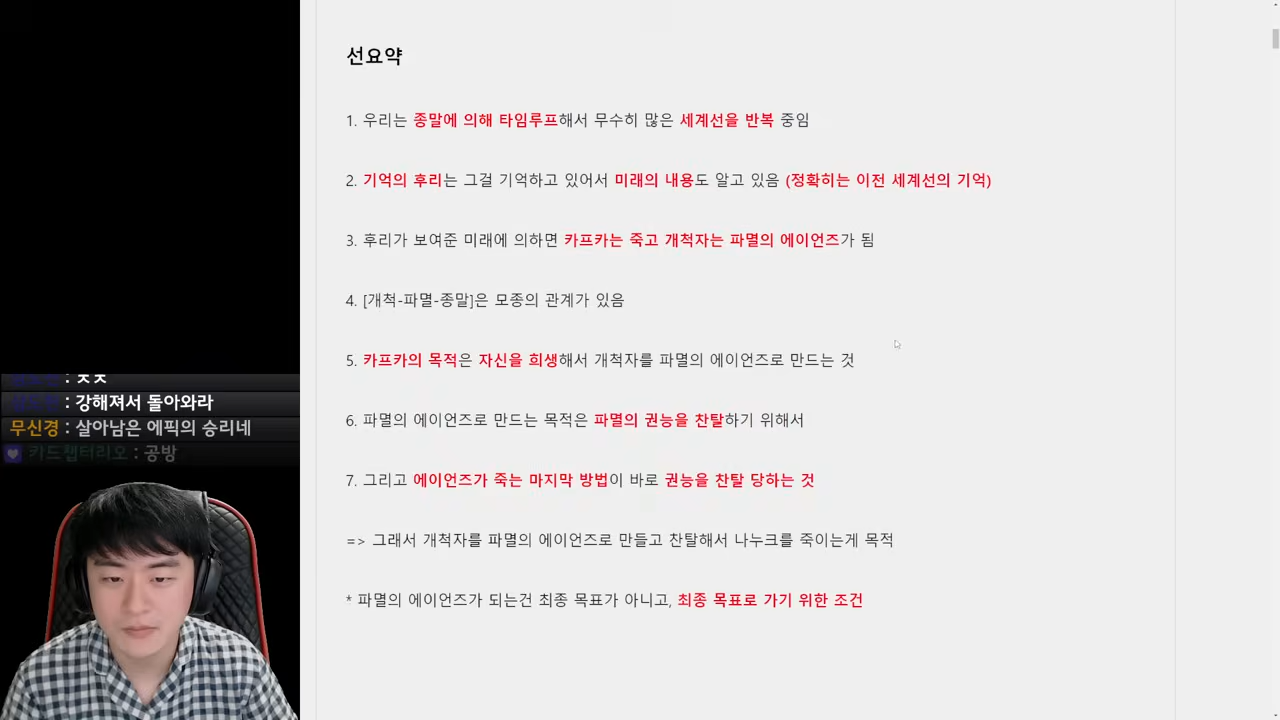 선요약
1. 우리는 종말에 의해 타임루프해서 무수히 많은 세계선을 반복 중임
2. 기억의 후리는 그걸 기억하고 있어서 미래의 내용도 알고 있음 (정확히는 이전 세계선의 기억)
3. 후리가 보여준 미래에 의하면 카프카는 죽고 개척자는 파멸의 에이언즈가 됨
4. [개척-파멸-종말]은 모종의 관계가 있음
5. 카프카의 목적은 자신을 희생해서 개척자를 파멸의 에이언즈로 만드는 것
6. 파멸의 에이언즈로 만드는 목적은 파멸의 권능을 찬탈하기 위해서
7. 그리고 에이언즈가 죽는 마지막 방법이 바로 권능을 찬탈 당하는 것
=> 그래서 개척자를 파멸의 에이언즈로 만들고 찬탈해서 나누크를 죽이는게 목적
* 파멸의 에이언즈가 되는건 최종 목표가 아니고, 최종 목표로 가기 위한 조건
: ㅊㅊ
: 강해져서 돌아와라
무신경 : 살아남은 에픽의 승리네
카드챕터리오 : 공방